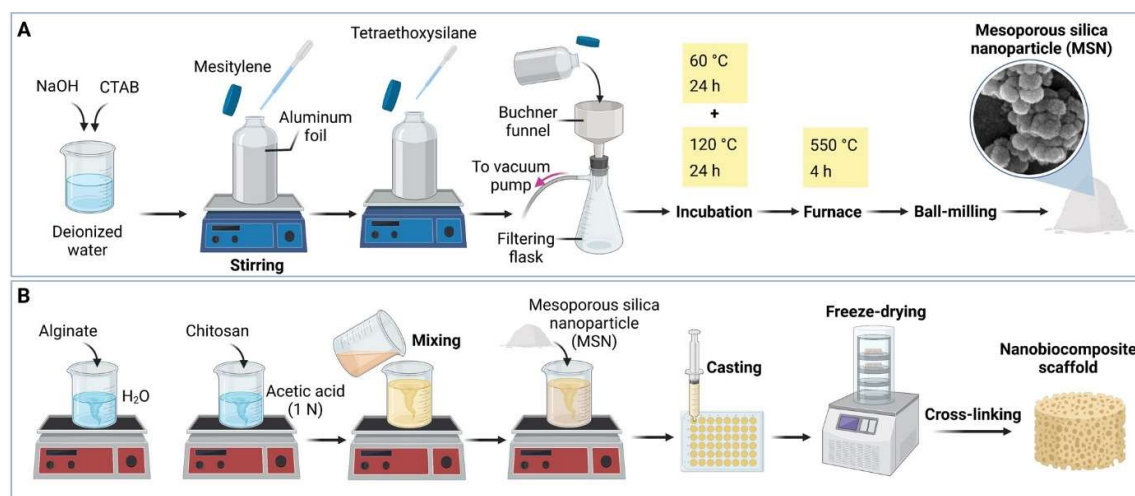 A
NaOH
CTAB
Deionized
water
Mesitylene
Aluminum
foil
Stirring
Tetraethoxysilane
Buchner
funnel
To vacuum
pump
Filtering
flask
60 °C
24 h
+
120 °C
24 h
Incubation
550 °C
4 h
Furnace
Ball-milling
Mesoporous silica
nanoparticle (MSN)
B
Alginate
H₂O
Chitosan
Acetic acid
(1 N)
Mixing
Mesoporous silica
nanoparticle
(MSN)
Casting
Freeze-drying
Cross-linking
Nanobiocomposite
scaffold